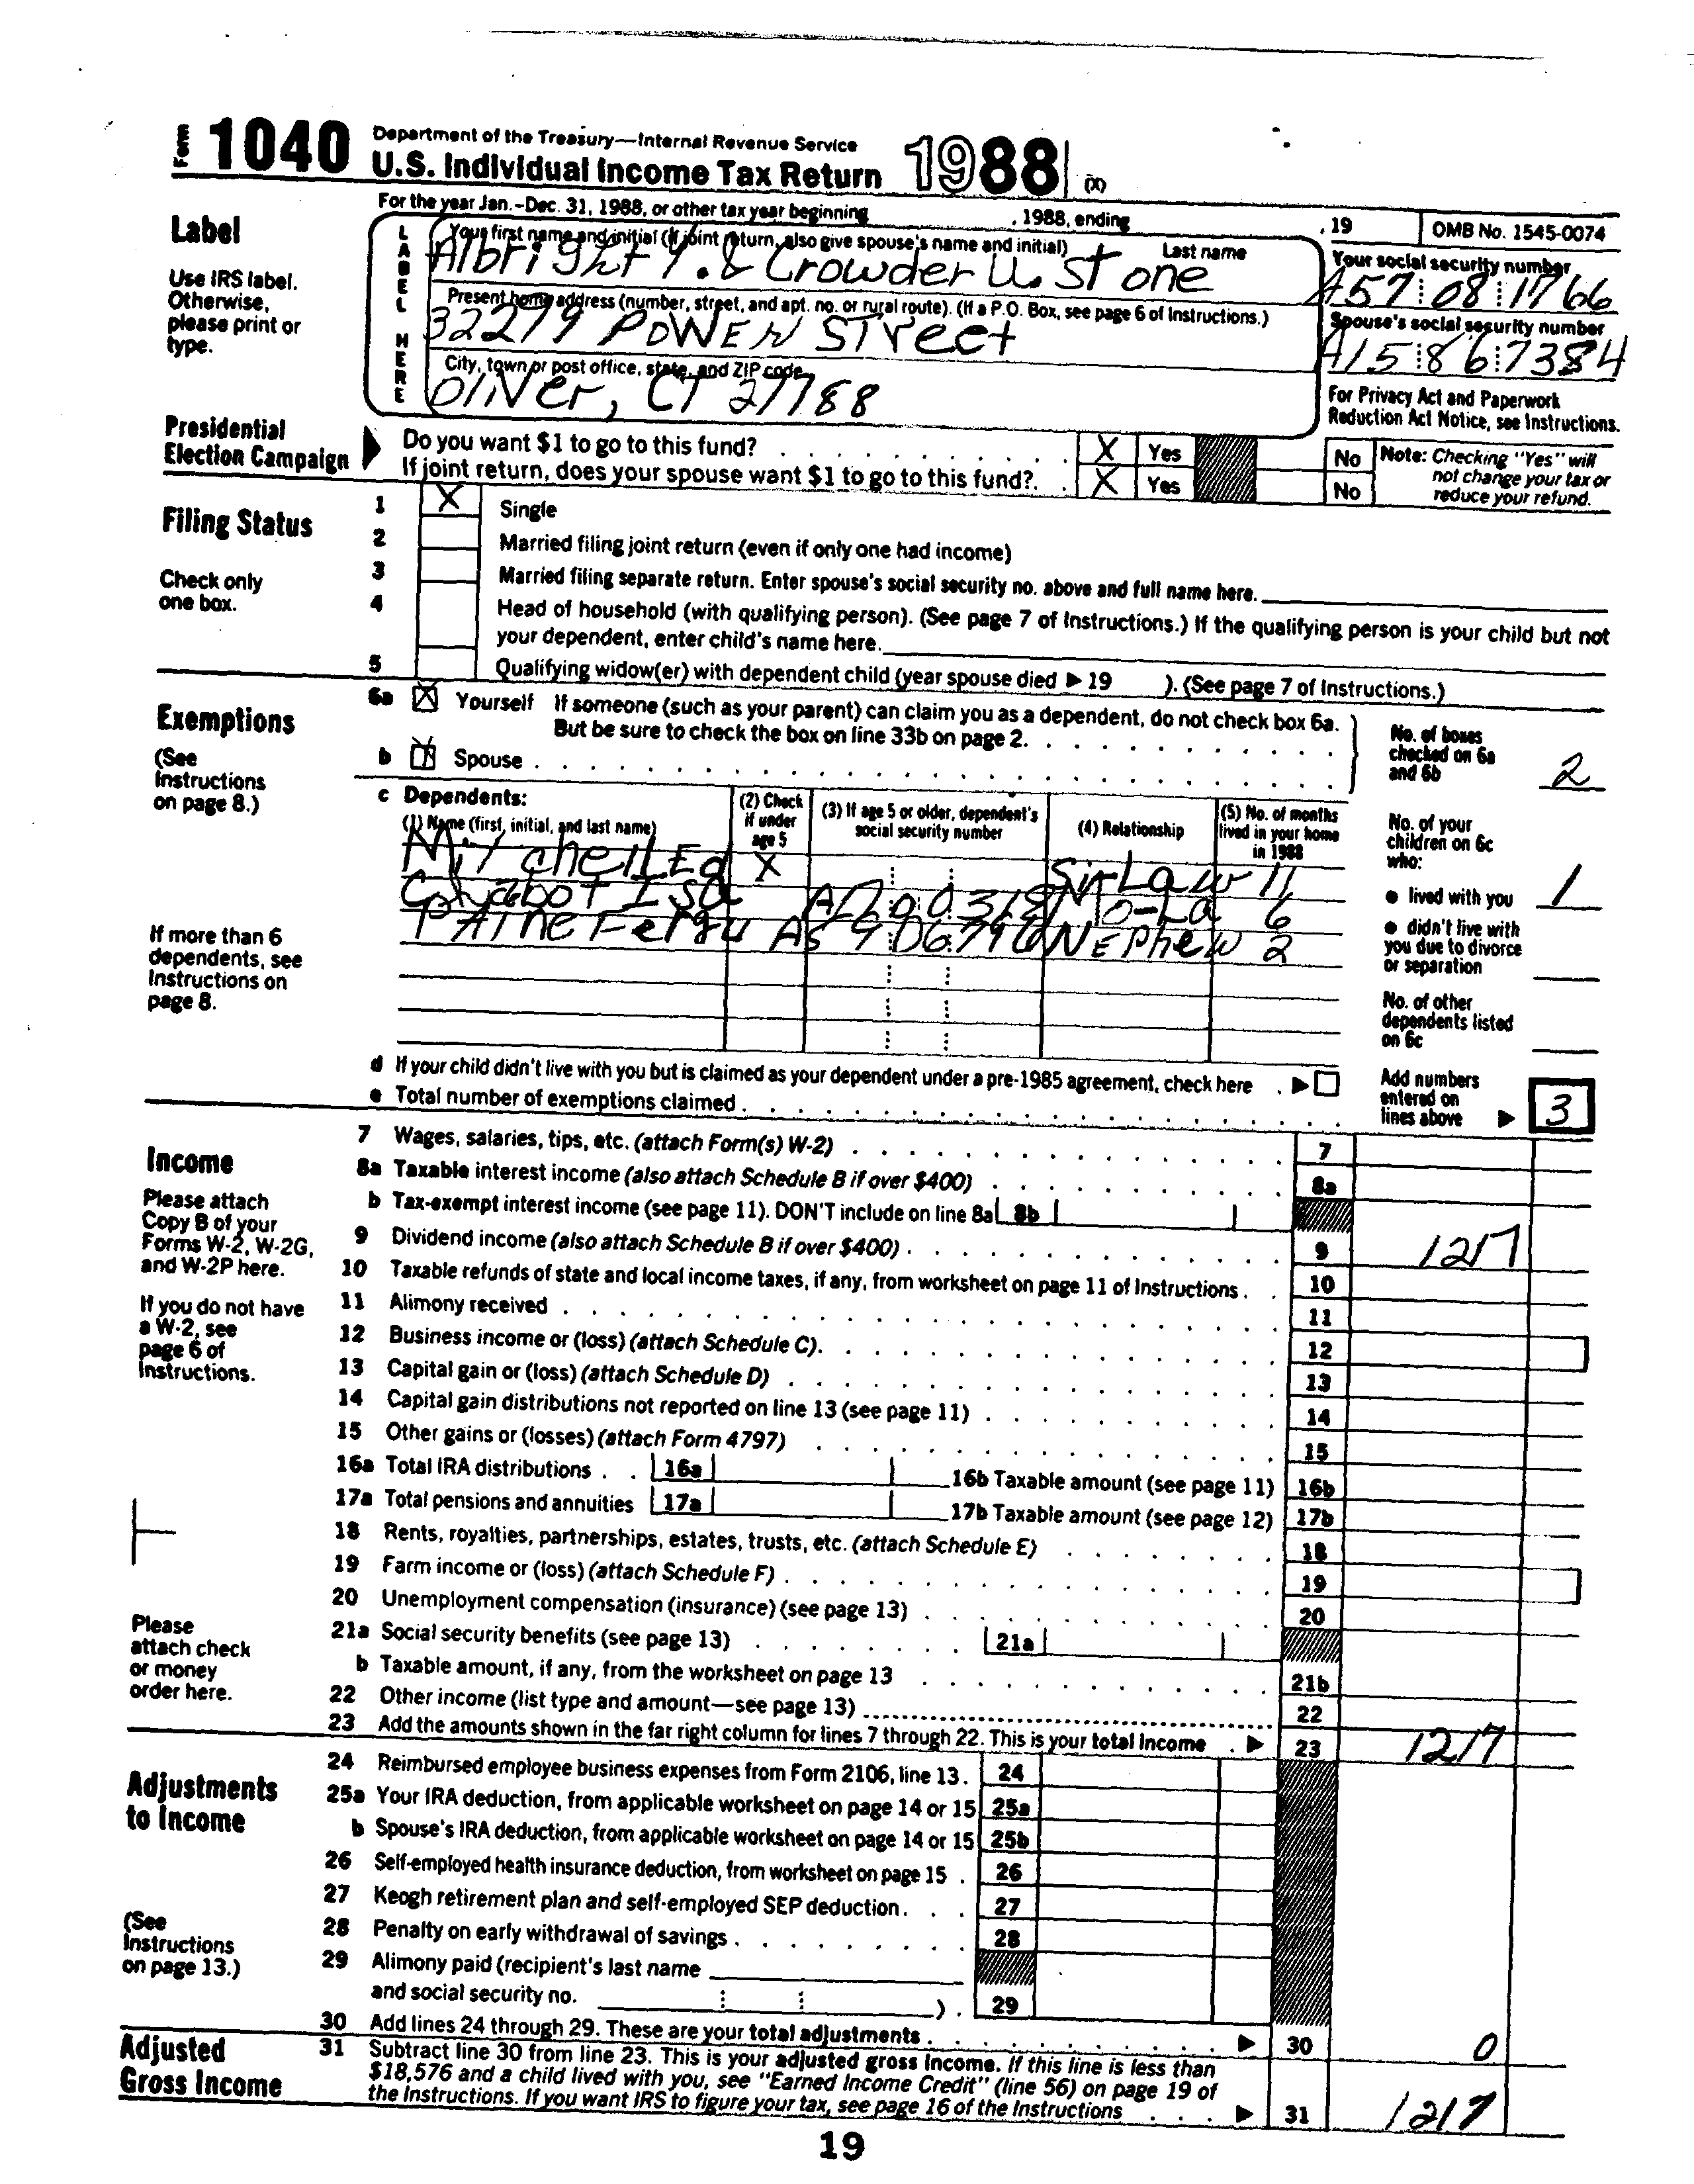 Form 1040 Department of the Treasury—Internal Revenue Service
U.S. Individual Income Tax Return 1988 (X)
For the year Jan.-Dec. 31, 1988, or other tax year beginning , 1988, ending , 19 OMB No. 1545-0074
Label
Use IRS label. Otherwise, please print or type.
LABEL HERE
Your first name and initial (if joint return, also give spouse's name and initial) Last name
Albright Y. & Crowder U. Stone
Your social security number
A57 08 1766
Present home address (number, street, and apt. no. or rural route). (If a P.O. Box, see page 6 of Instructions.)
32279 POWEN STreet
Spouse's social security number
A15 86 7384
City, town or post office, state, and ZIP code
Oliver, CT 27788
For Privacy Act and Paperwork Reduction Act Notice, see Instructions.
Presidential Election Campaign
Do you want $1 to go to this fund? X Yes No
If joint return, does your spouse want $1 to go to this fund? X Yes No
Note: Checking "Yes" will not change your tax or reduce your refund.
Filing Status
Check only one box.
1 X Single
2 Married filing joint return (even if only one had income)
3 Married filing separate return. Enter spouse's social security no. above and full name here.
4 Head of household (with qualifying person). (See page 7 of Instructions.) If the qualifying person is your child but not
your dependent, enter child's name here.
5 Qualifying widow(er) with dependent child (year spouse died ▶ 19 ). (See page 7 of Instructions.)
Exemptions
(See Instructions on page 8.)
6a X Yourself If someone (such as your parent) can claim you as a dependent, do not check box 6a.
But be sure to check the box on line 33b on page 2.
b X Spouse
No. of boxes checked on 6a and 6b 2
c Dependents:
(1) Name (first, initial, and last name) (2) Check if under age 5 (3) If age 5 or older, dependent's social security number (4) Relationship (5) No. of months lived in your home in 1988
Mitchell Ed X 11
6
Paine Fergu Nephew 2
If more than 6 dependents, see Instructions on page 8.
No. of your children on 6c who:
● lived with you 1
● didn't live with you due to divorce or separation
No. of other dependents listed on 6c
d If your child didn't live with you but is claimed as your dependent under a pre-1985 agreement, check here ▶
e Total number of exemptions claimed
Add numbers entered on lines above ▶ 3
Income
Please attach Copy B of your Forms W-2, W-2G, and W-2P here.
If you do not have a W-2, see page 6 of Instructions.
Please attach check or money order here.
7 Wages, salaries, tips, etc. (attach Form(s) W-2) 7
8a Taxable interest income (also attach Schedule B if over $400) 8a
b Tax-exempt interest income (see page 11). DON'T include on line 8a 8b
9 Dividend income (also attach Schedule B if over $400) 9 1217
10 Taxable refunds of state and local income taxes, if any, from worksheet on page 11 of Instructions 10
11 Alimony received 11
12 Business income or (loss) (attach Schedule C) 12
13 Capital gain or (loss) (attach Schedule D) 13
14 Capital gain distributions not reported on line 13 (see page 11) 14
15 Other gains or (losses) (attach Form 4797) 15
16a Total IRA distributions 16a 16b Taxable amount (see page 11) 16b
17a Total pensions and annuities 17a 17b Taxable amount (see page 12) 17b
18 Rents, royalties, partnerships, estates, trusts, etc. (attach Schedule E) 18
19 Farm income or (loss) (attach Schedule F) 19
20 Unemployment compensation (insurance) (see page 13) 20
21a Social security benefits (see page 13) 21a
b Taxable amount, if any, from the worksheet on page 13 21b
22 Other income (list type and amount—see page 13) 22
23 Add the amounts shown in the far right column for lines 7 through 22. This is your total income ▶ 23 1217
Adjustments to Income
(See Instructions on page 13.)
24 Reimbursed employee business expenses from Form 2106, line 13. 24
25a Your IRA deduction, from applicable worksheet on page 14 or 15 25a
b Spouse's IRA deduction, from applicable worksheet on page 14 or 15 25b
26 Self-employed health insurance deduction, from worksheet on page 15 26
27 Keogh retirement plan and self-employed SEP deduction 27
28 Penalty on early withdrawal of savings 28
29 Alimony paid (recipient's last name
and social security no. ) 29
30 Add lines 24 through 29. These are your total adjustments ▶ 30 0
Adjusted Gross Income
31 Subtract line 30 from line 23. This is your adjusted gross income. If this line is less than
$18,576 and a child lived with you, see "Earned Income Credit" (line 56) on page 19 of
the Instructions. If you want IRS to figure your tax, see page 16 of the Instructions ▶ 31 1217
19